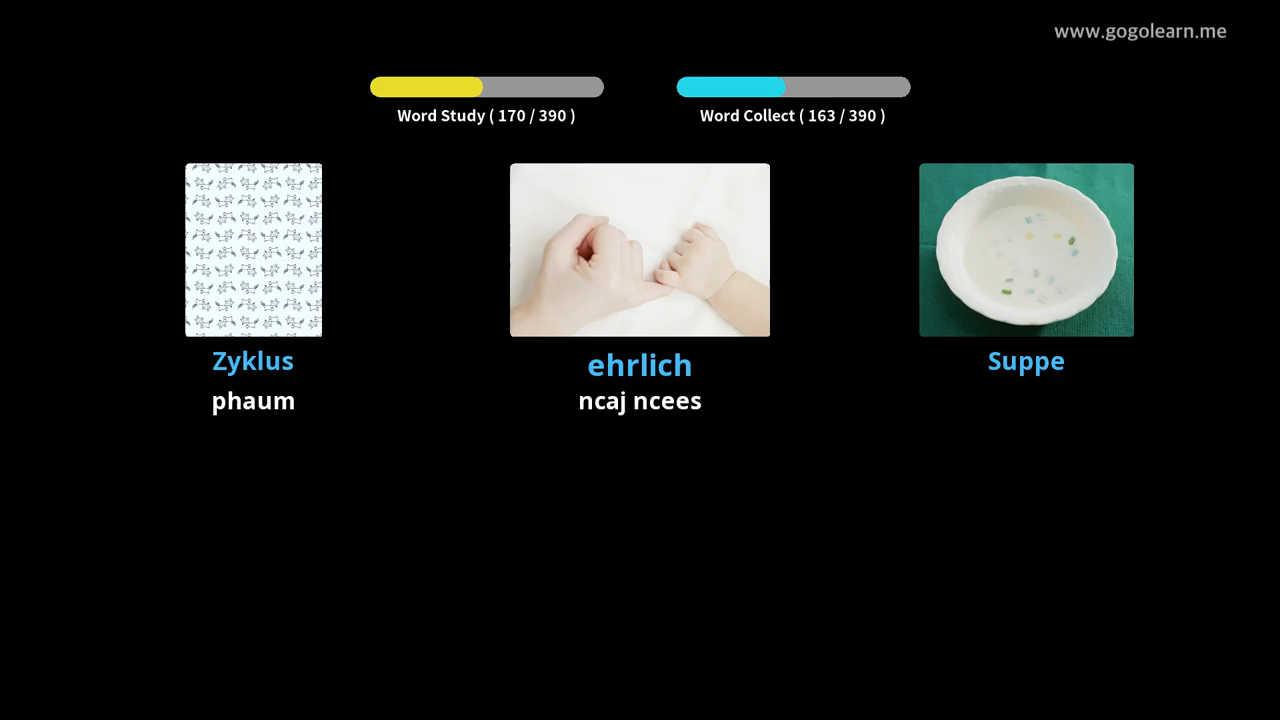 www.gogolearn.me
Word Study ( 170 / 390 )
Word Collect ( 163 / 390 )
Zyklus
phaum
ehrlich
ncaj ncees
Suppe